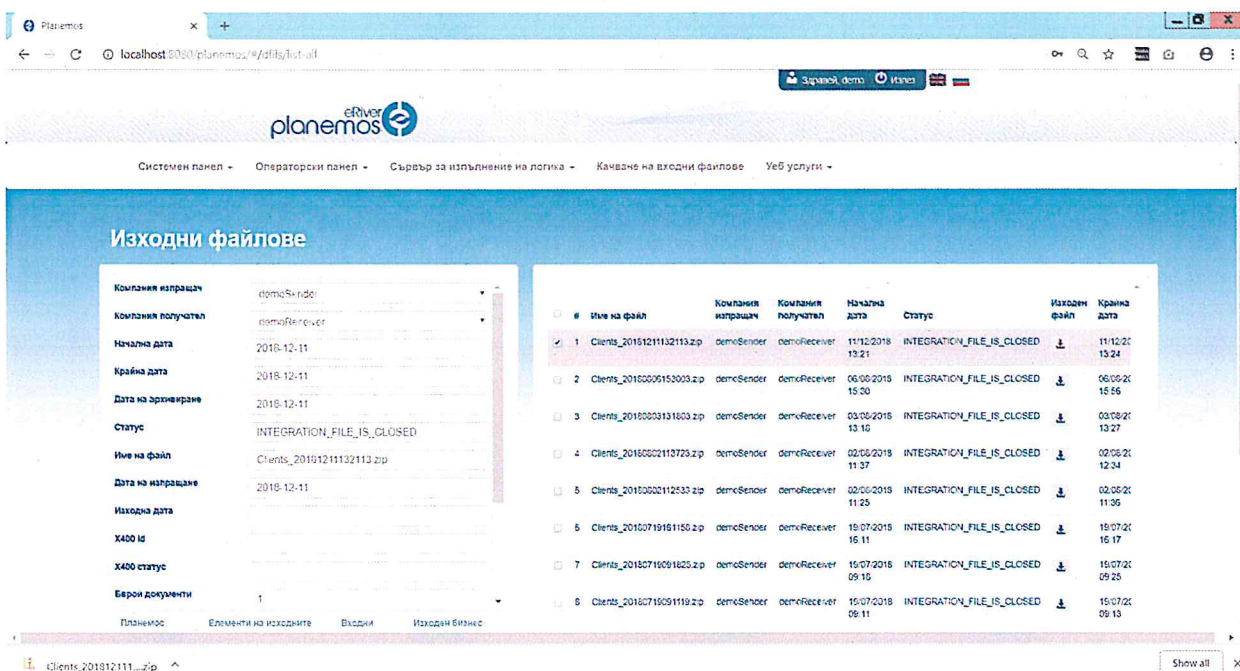 Planemos
localhost:8080/planemos/#/dfils/list-all
Здравей, demo Излез
eRiver
planemos
Системен панел Операторски панел Сървър за изпълнение на логика Качване на входни файлове Уеб услуги
Изходни файлове
Компания изпращач demoSender
Компания получател demoReceiver
Начална дата 2018-12-11
Крайна дата 2018-12-11
Дата на архивиране 2018-12-11
Статус INTEGRATION_FILE_IS_CLOSED
Име на файл Clients_20181211132113.zip
Дата на изпращане 2018-12-11
Изходна дата
X400 Id
X400 статус
Берои документи 1
Планемос Елементи на изходните Входни Изходен бизнес
# Име на файл Компания изпращач Компания получател Начална дата Статус Изходен файл Крайна дата
1 Clients_20181211132113.zip demoSender demoReceiver 11/12/2018 13:21 INTEGRATION_FILE_IS_CLOSED 11/12/20 13:24
2 demoSender demoReceiver 06/08/2018 15:30 INTEGRATION_FILE_IS_CLOSED 06/08/20 15:56
3 Clients_20180803131803.zip demoSender demoReceiver 03/08/2018 13:18 INTEGRATION_FILE_IS_CLOSED 03/08/20 13:27
4 Clients_20180802113723.zip demoSender demoReceiver 02/08/2018 11:37 INTEGRATION_FILE_IS_CLOSED 02/08/20 12:34
5 Clients_20180802112533.zip demoSender demoReceiver 02/08/2018 11:25 INTEGRATION_FILE_IS_CLOSED 02/08/20 11:36
6 Clients_20180719161156.zip demoSender demoReceiver 19/07/2018 16:11 INTEGRATION_FILE_IS_CLOSED 19/07/20 16:17
7 Clients_20180719091825.zip demoSender demoReceiver 19/07/2018 09:18 INTEGRATION_FILE_IS_CLOSED 19/07/20 09:25
8 Clients_20180719091119.zip demoSender demoReceiver 19/07/2018 09:11 INTEGRATION_FILE_IS_CLOSED 19/07/20 09:13
Clients_201812111....zip
Show all